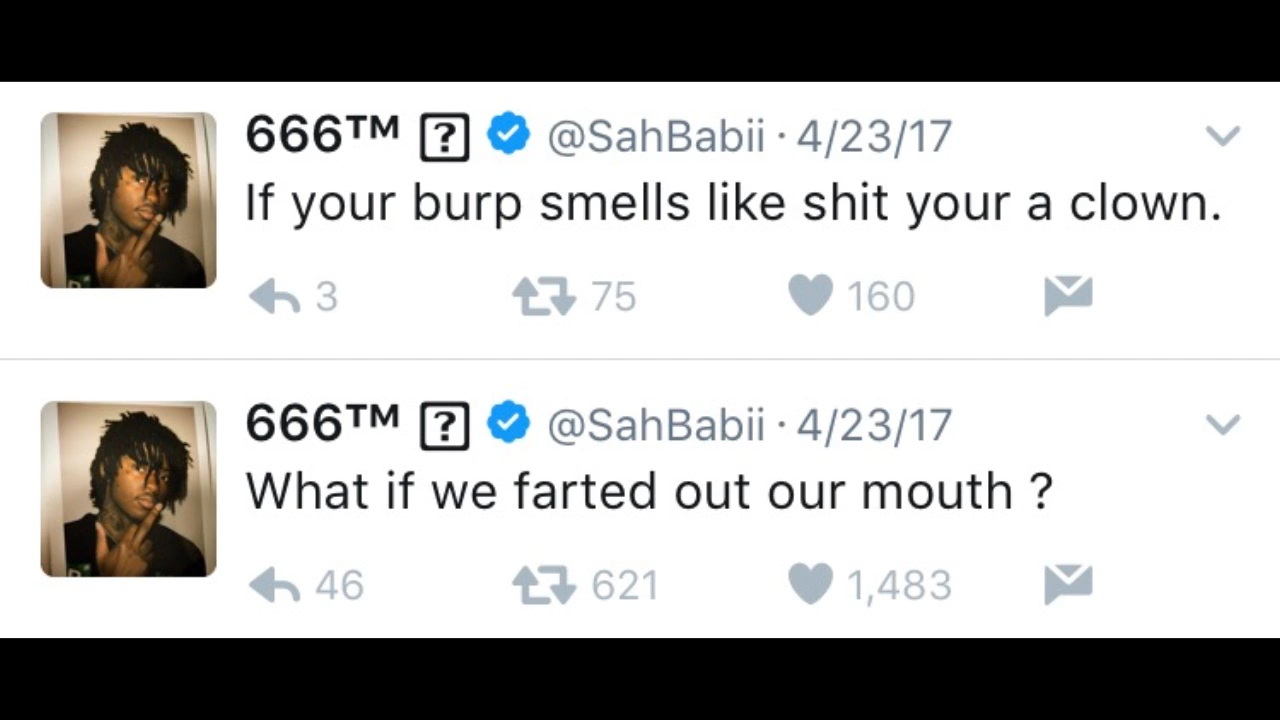 666™ @SahBabii · 4/23/17
If your burp smells like shit your a clown.
3 75 160
666™ @SahBabii · 4/23/17
What if we farted out our mouth ?
46 621 1,483